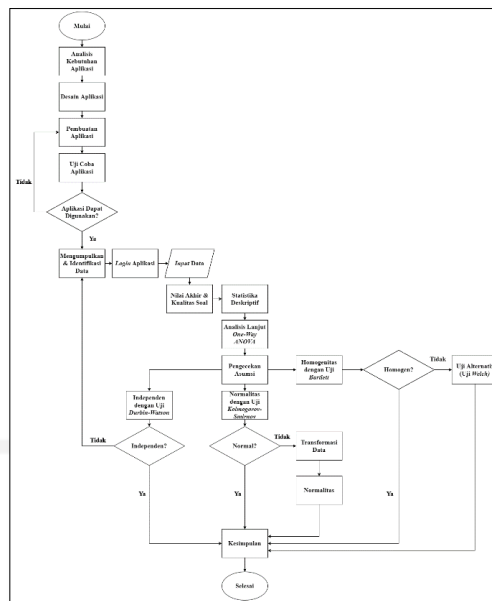 Mulai
Analisis
Kebutuhan
Aplikasi
Desain Aplikasi
Pembuatan
Aplikasi
Uji Coba
Aplikasi
Tidak
Aplikasi Dapat
Digunakan?
Ya
Mengumpulkan
& Identifikasi
Data
Login Aplikasi
Input Data
Nilai Akhir &
Kualitas Soal
Statistika
Deskriptif
Analisis Lanjut
One-Way
ANOVA
Pengecekan
Asumsi
Homogenitas
dengan Uji
Bartlett
Homogen?
Tidak
Uji Alternatif
(Uji Welch)
Independen
dengan Uji
Durbin-Watson
Normalitas
dengan Uji
Kolmogorov-
Smirnov
Tidak
Independen?
Normal?
Tidak
Transformasi
Data
Normalitas
Ya
Ya
Ya
Kesimpulan
Selesai